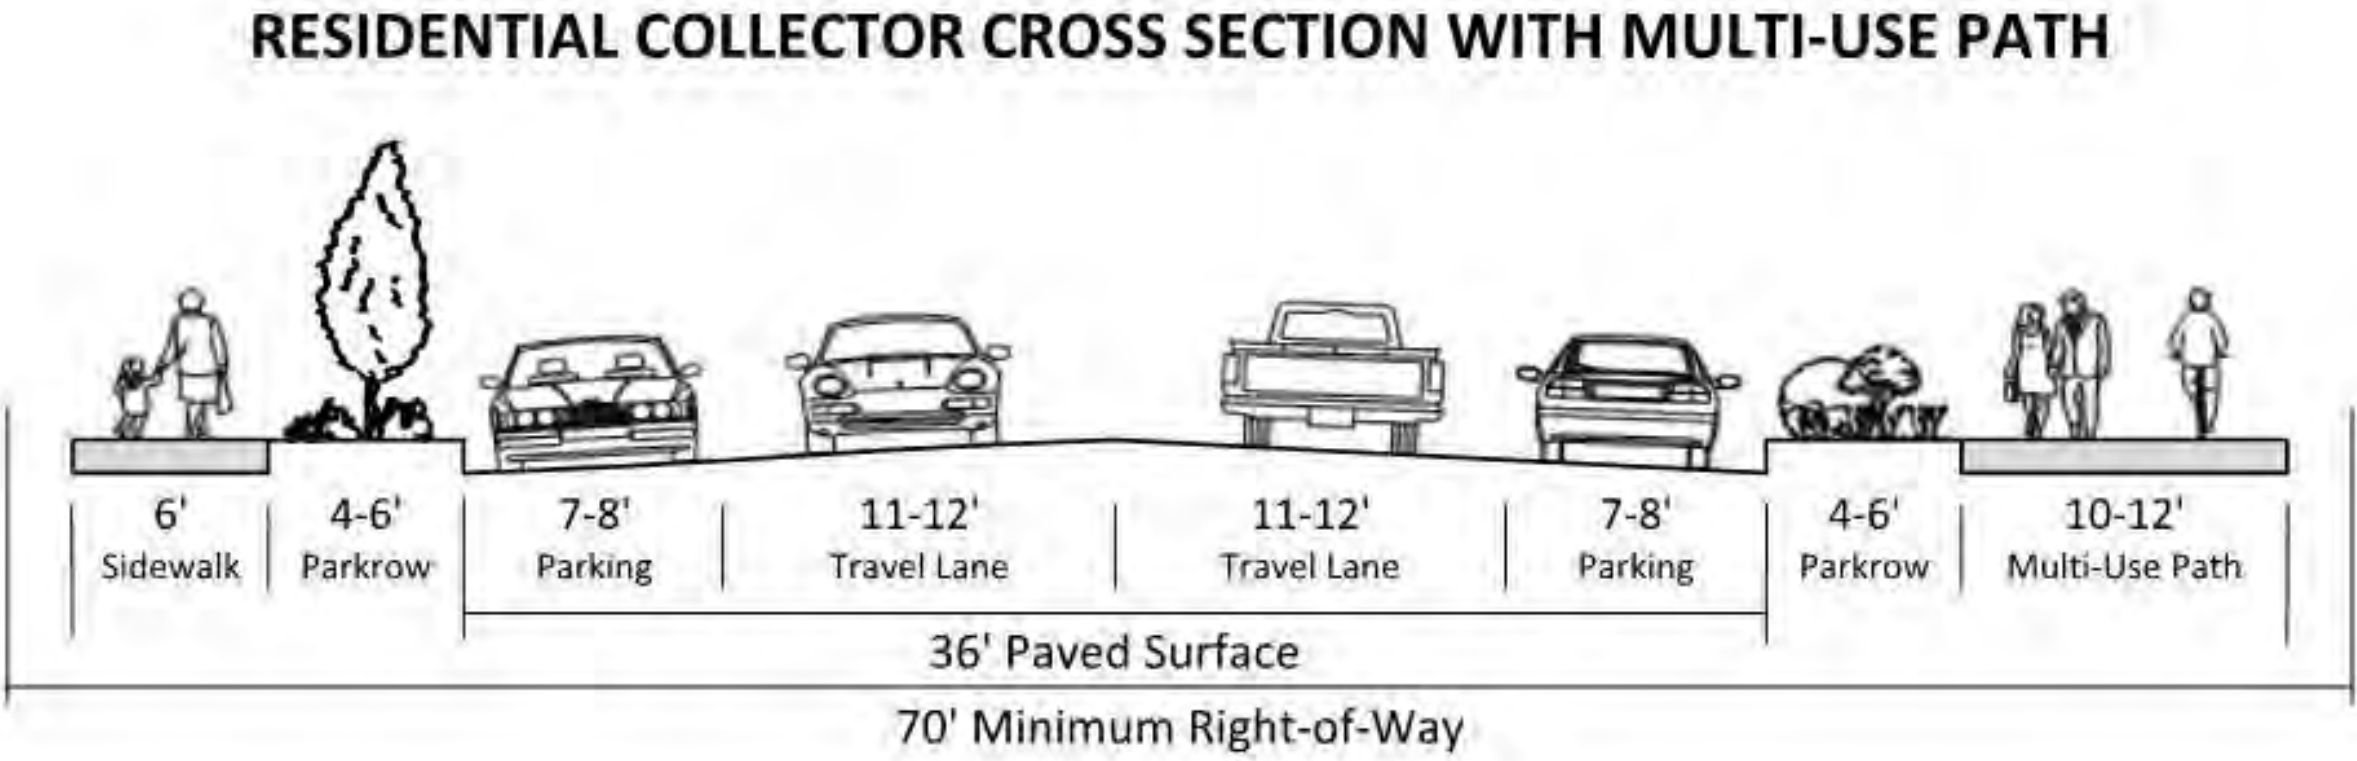 RESIDENTIAL COLLECTOR CROSS SECTION WITH MULTI-USE PATH
6' 4-6' 7-8' 11-12' 11-12' 7-8' 4-6' 10-12'
Sidewalk Parkrow Parking Travel Lane Travel Lane Parking Parkrow Multi-Use Path
36' Paved Surface
70' Minimum Right-of-Way